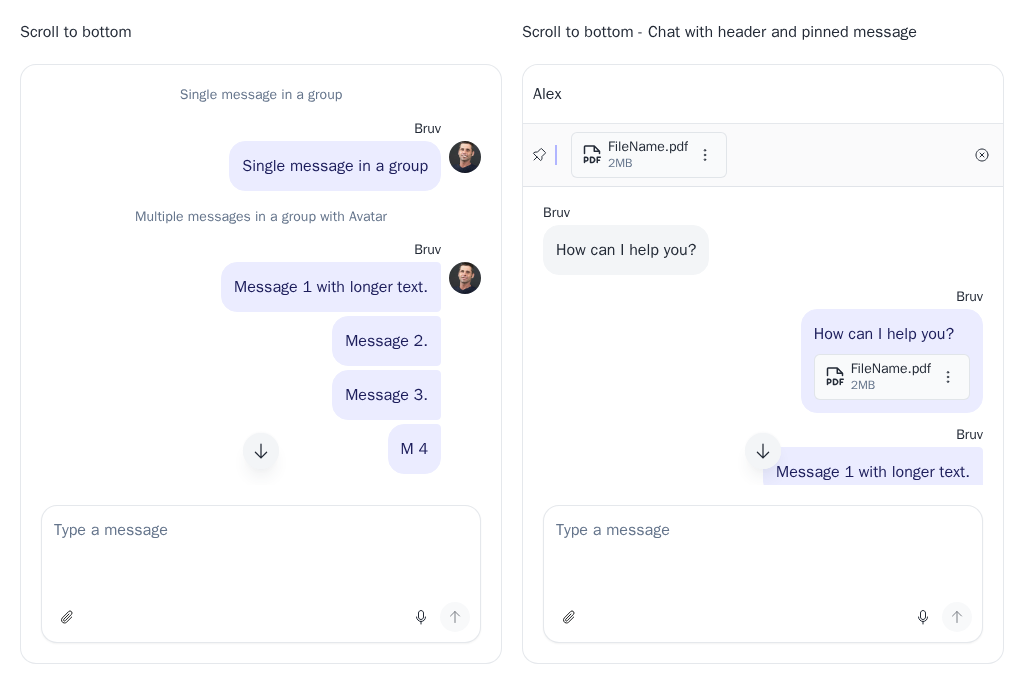 Scroll to bottom
Single message in a group
Bruv
Single message in a group
Multiple messages in a group with Avatar
Bruv
Message 1 with longer text.
Message 2.
Message 3.
M 4
Type a message
Scroll to bottom - Chat with header and pinned message
Alex
PDF
FileName.pdf
2MB
Bruv
How can I help you?
Bruv
How can I help you?
PDF
FileName.pdf
2MB
Bruv
Message 1 with longer text.
Type a message